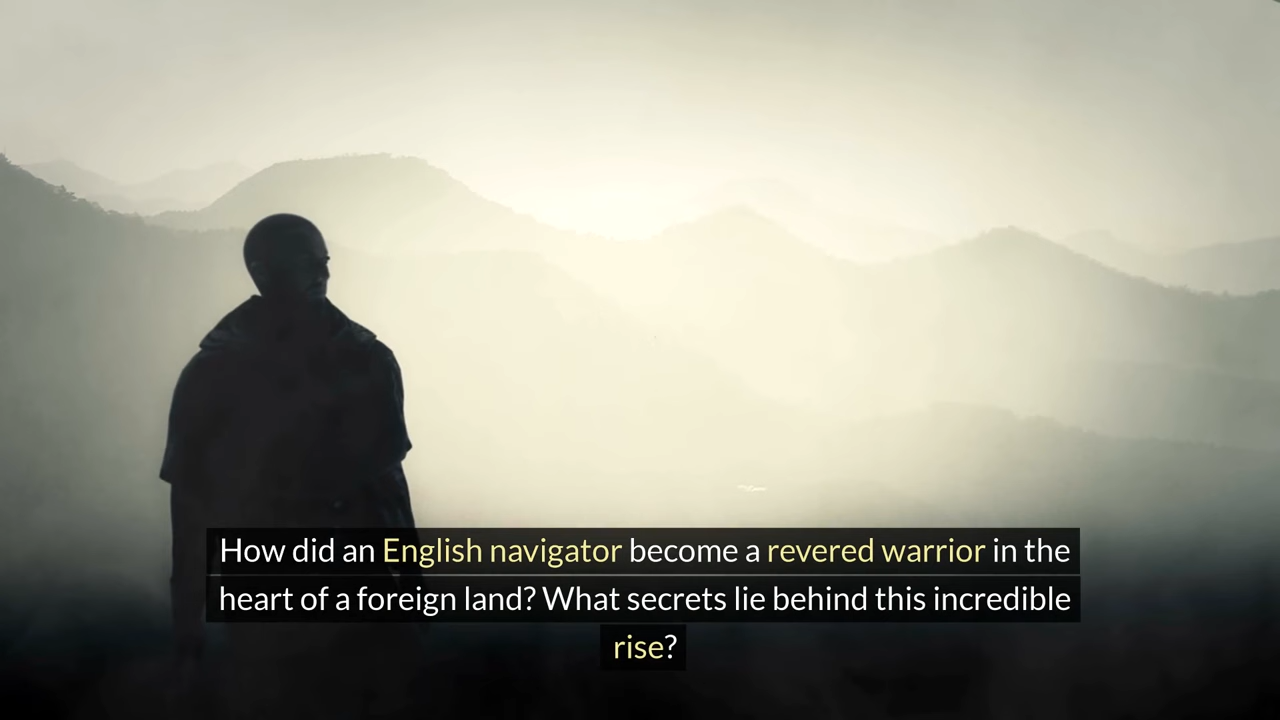 How did an English navigator become a revered warrior in the
heart of a foreign land? What secrets lie behind this incredible
rise?